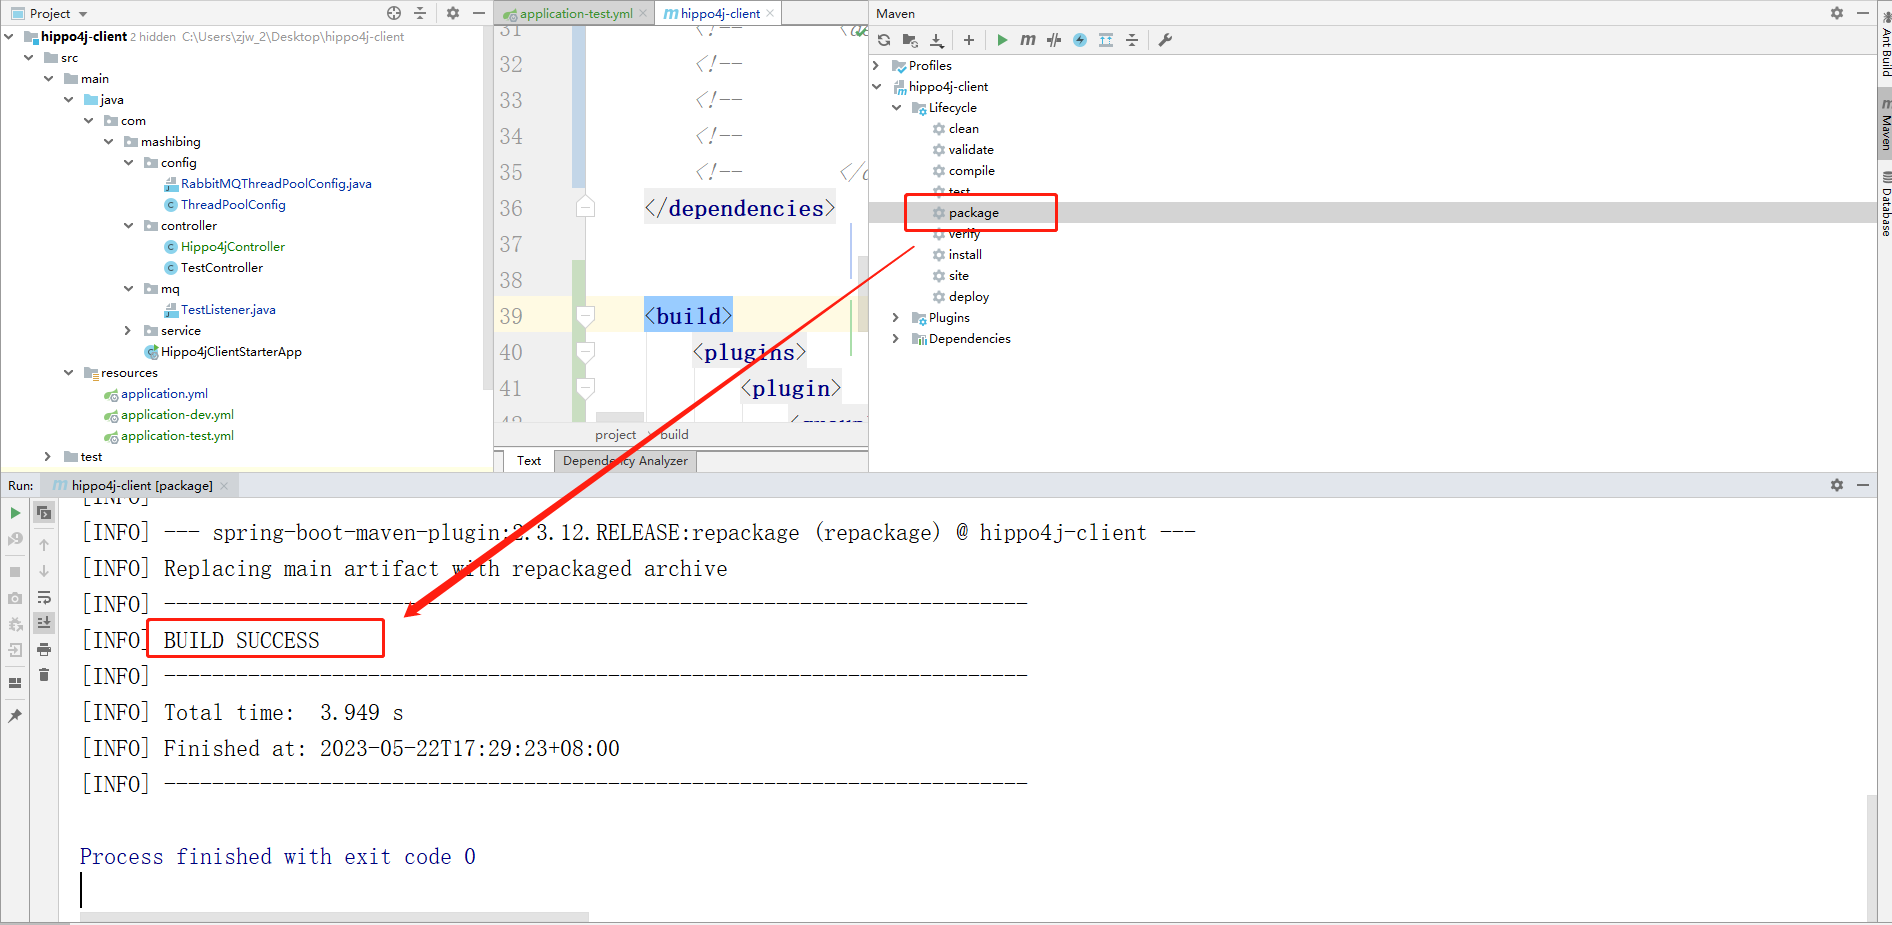 Project
hippo4j-client 2 hidden C:\Users\zjw_2\Desktop\hippo4j-client
src
main
java
com
mashibing
config
RabbitMQThreadPoolConfig.java
ThreadPoolConfig
controller
Hippo4jController
TestController
mq
TestListener.java
service
Hippo4jClientStarterApp
resources
application.yml
application-dev.yml
application-test.yml
test
application-test.yml
hippo4j-client
31 <!--
32 <!--
33 <!--
34 <!--
35 <!--
36 </dependencies>
37
38
39 <build>
40 <plugins>
41 <plugin>
project build
Text Dependency Analyzer
Maven
Profiles
hippo4j-client
Lifecycle
clean
validate
compile
test
package
verify
install
site
deploy
Plugins
Dependencies
Ant Build
Maven
Database
Run: hippo4j-client [package]
[INFO]
[INFO] --- spring-boot-maven-plugin:2.3.12.RELEASE:repackage (repackage) @ hippo4j-client ---
[INFO] Replacing main artifact with repackaged archive
[INFO] ------------------------------------------------------------------------
[INFO] BUILD SUCCESS
[INFO] ------------------------------------------------------------------------
[INFO] Total time:  3.949 s
[INFO] Finished at: 2023-05-22T17:29:23+08:00
[INFO] ------------------------------------------------------------------------
Process finished with exit code 0